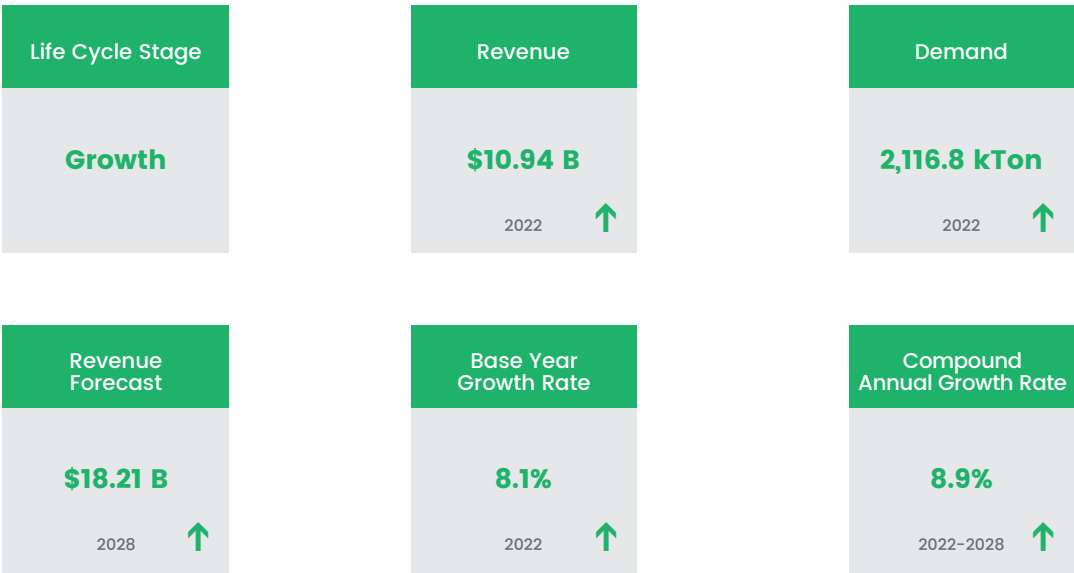 Life Cycle Stage
Growth
Revenue
$10.94 B
2022
Demand
2,116.8 kTon
2022
Revenue
Forecast
$18.21 B
2028
Base Year
Growth Rate
8.1%
2022
Compound
Annual Growth Rate
8.9%
2022-2028